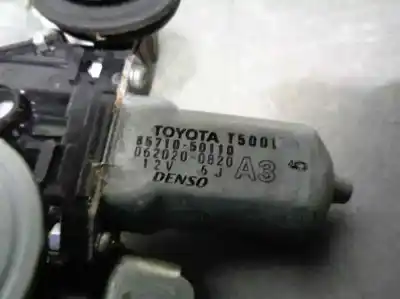 TOYOTA T500L
85710-50110
062020-0820
12V 6J A3
DENSO